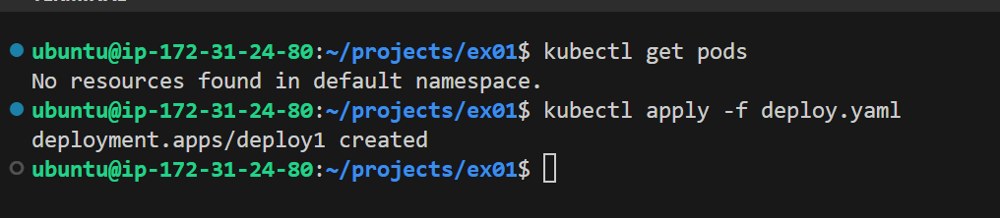 ubuntu@ip-172-31-24-80:~/projects/ex01$ kubectl get pods
No resources found in default namespace.
ubuntu@ip-172-31-24-80:~/projects/ex01$ kubectl apply -f deploy.yaml
deployment.apps/deploy1 created
ubuntu@ip-172-31-24-80:~/projects/ex01$